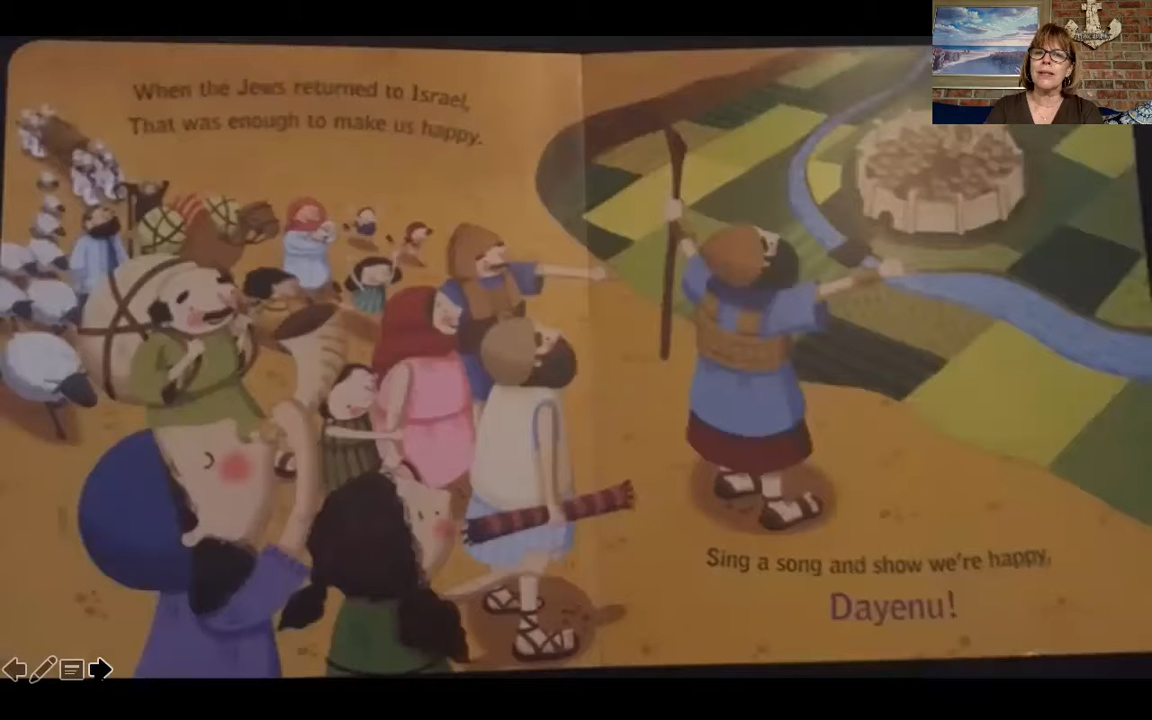 When the Jews returned to Israel,
That was enough to make us happy.
Sing a song and show we're happy,
Dayenu!